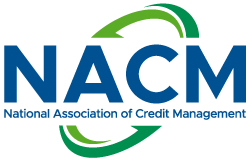 NACM
National Association of Credit Management